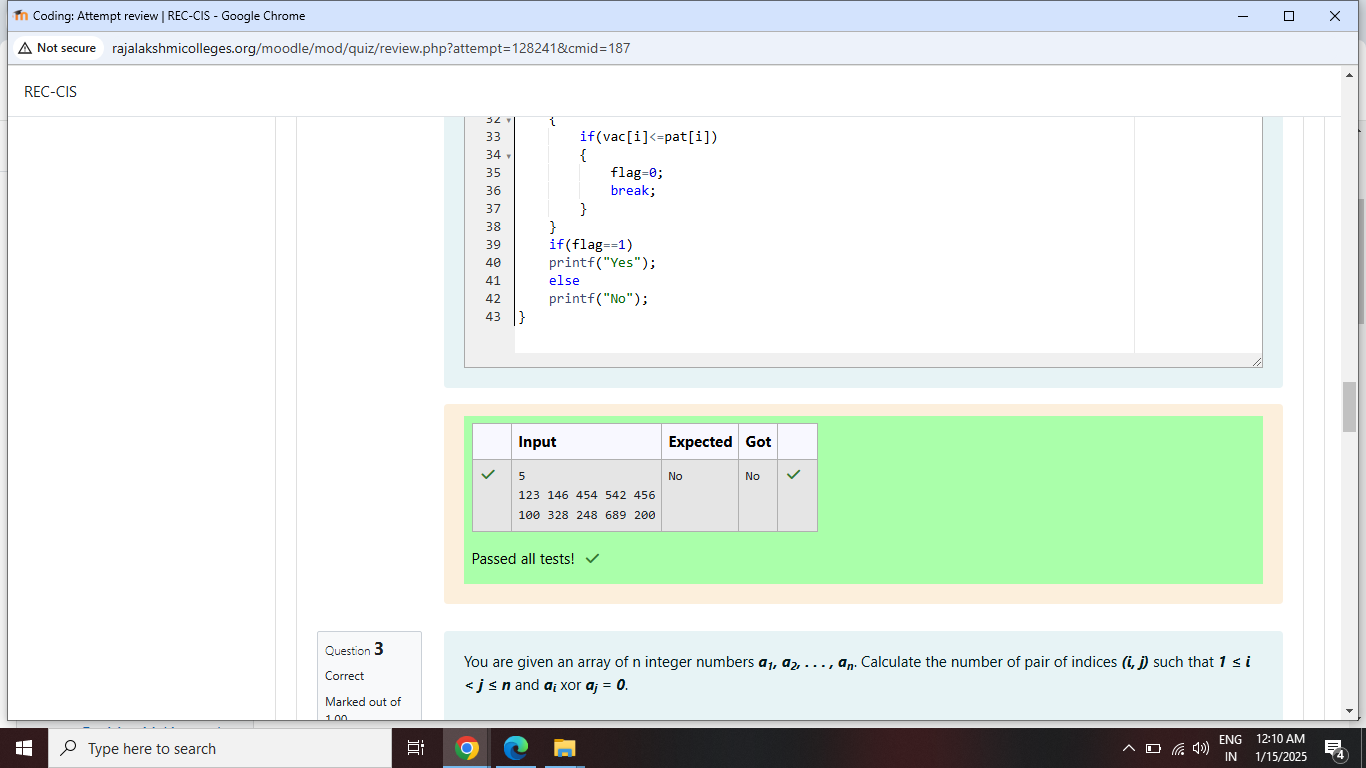 Coding: Attempt review | REC-CIS - Google Chrome
Not secure rajalakshmicolleges.org/moodle/mod/quiz/review.php?attempt=128241&cmid=187
REC-CIS
32 {
33 if(vac[i]<=pat[i])
34 {
35 flag=0;
36 break;
37 }
38 }
39 if(flag==1)
40 printf("Yes");
41 else
42 printf("No");
43 }
Input Expected Got
5 No No
123 146 454 542 456
100 328 248 689 200
Passed all tests!
Question 3
Correct
Marked out of
1.00
You are given an array of n integer numbers a1, a2, . . . , an. Calculate the number of pair of indices (i, j) such that 1 ≤ i
< j ≤ n and ai xor aj = 0.
Type here to search
ENG
IN
12:10 AM
1/15/2025
4